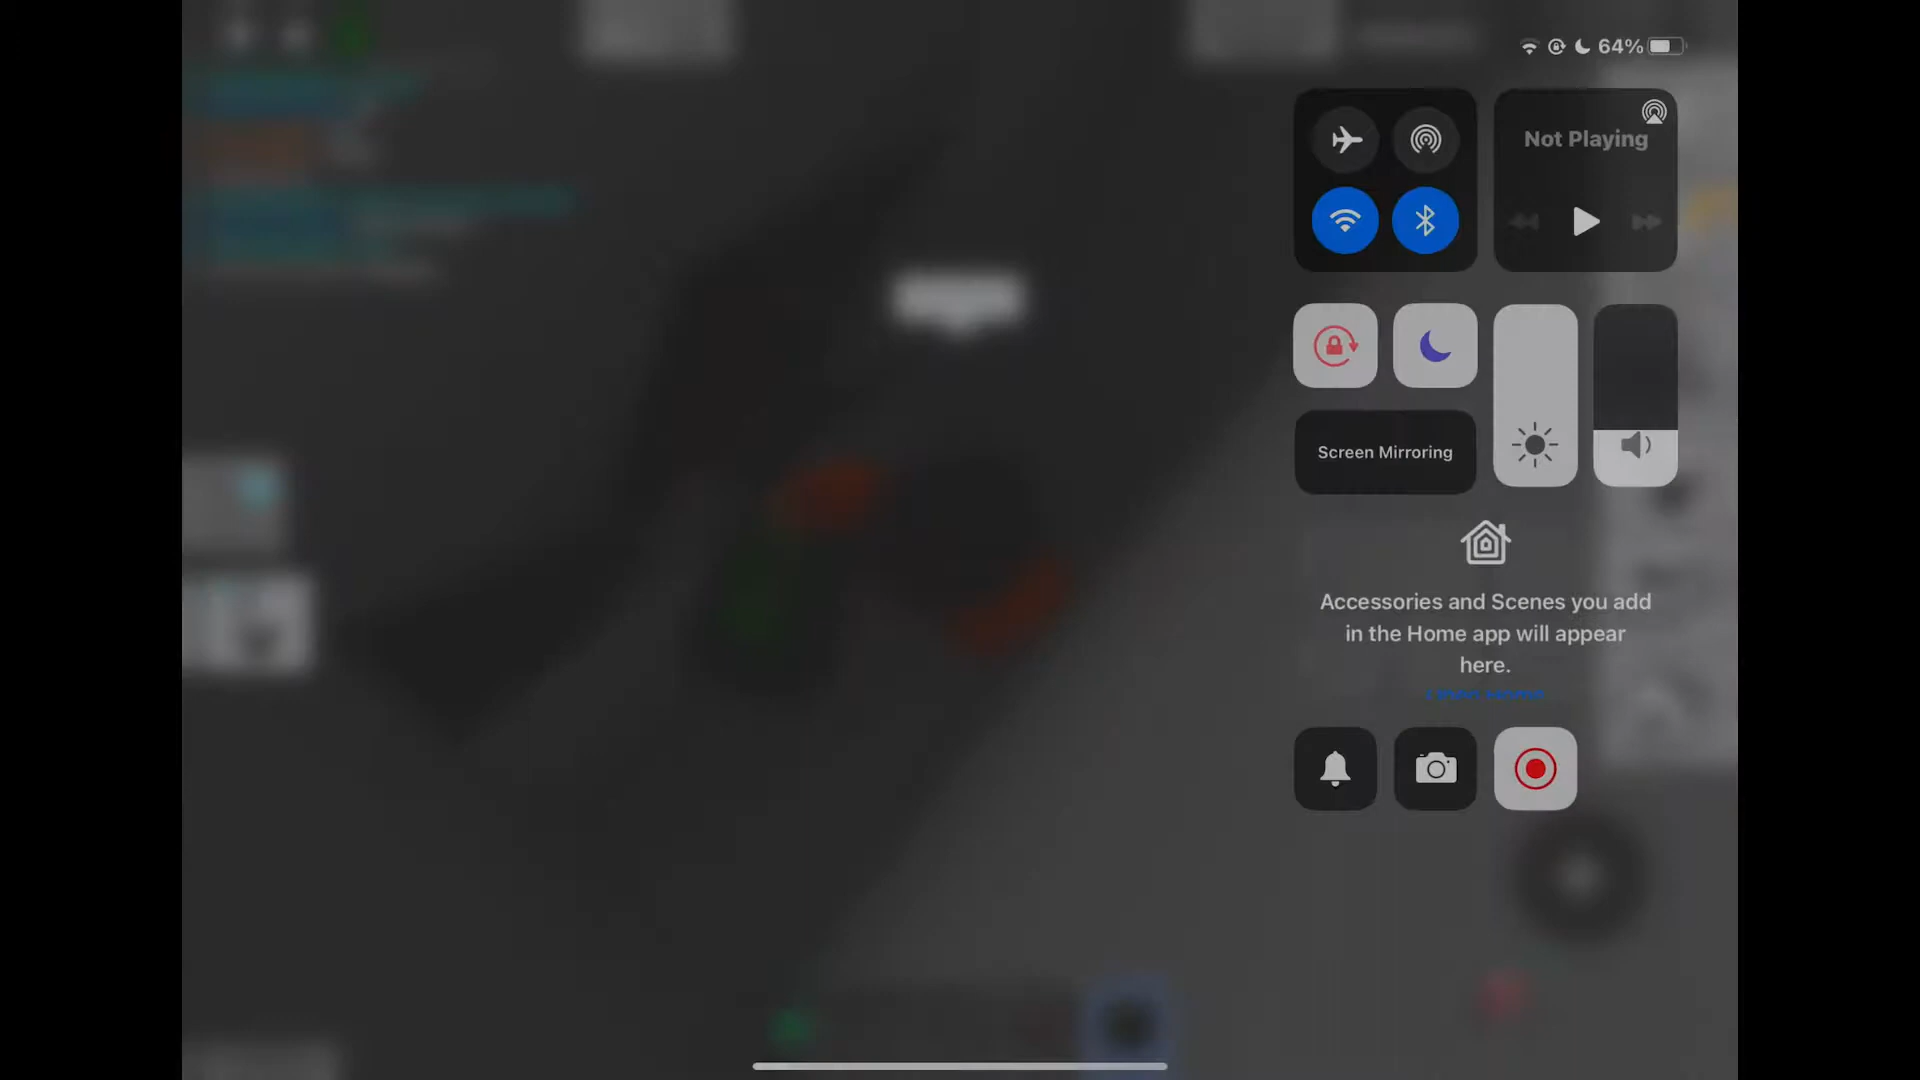 64%
Not Playing
Screen Mirroring
Accessories and Scenes you add
in the Home app will appear
here.